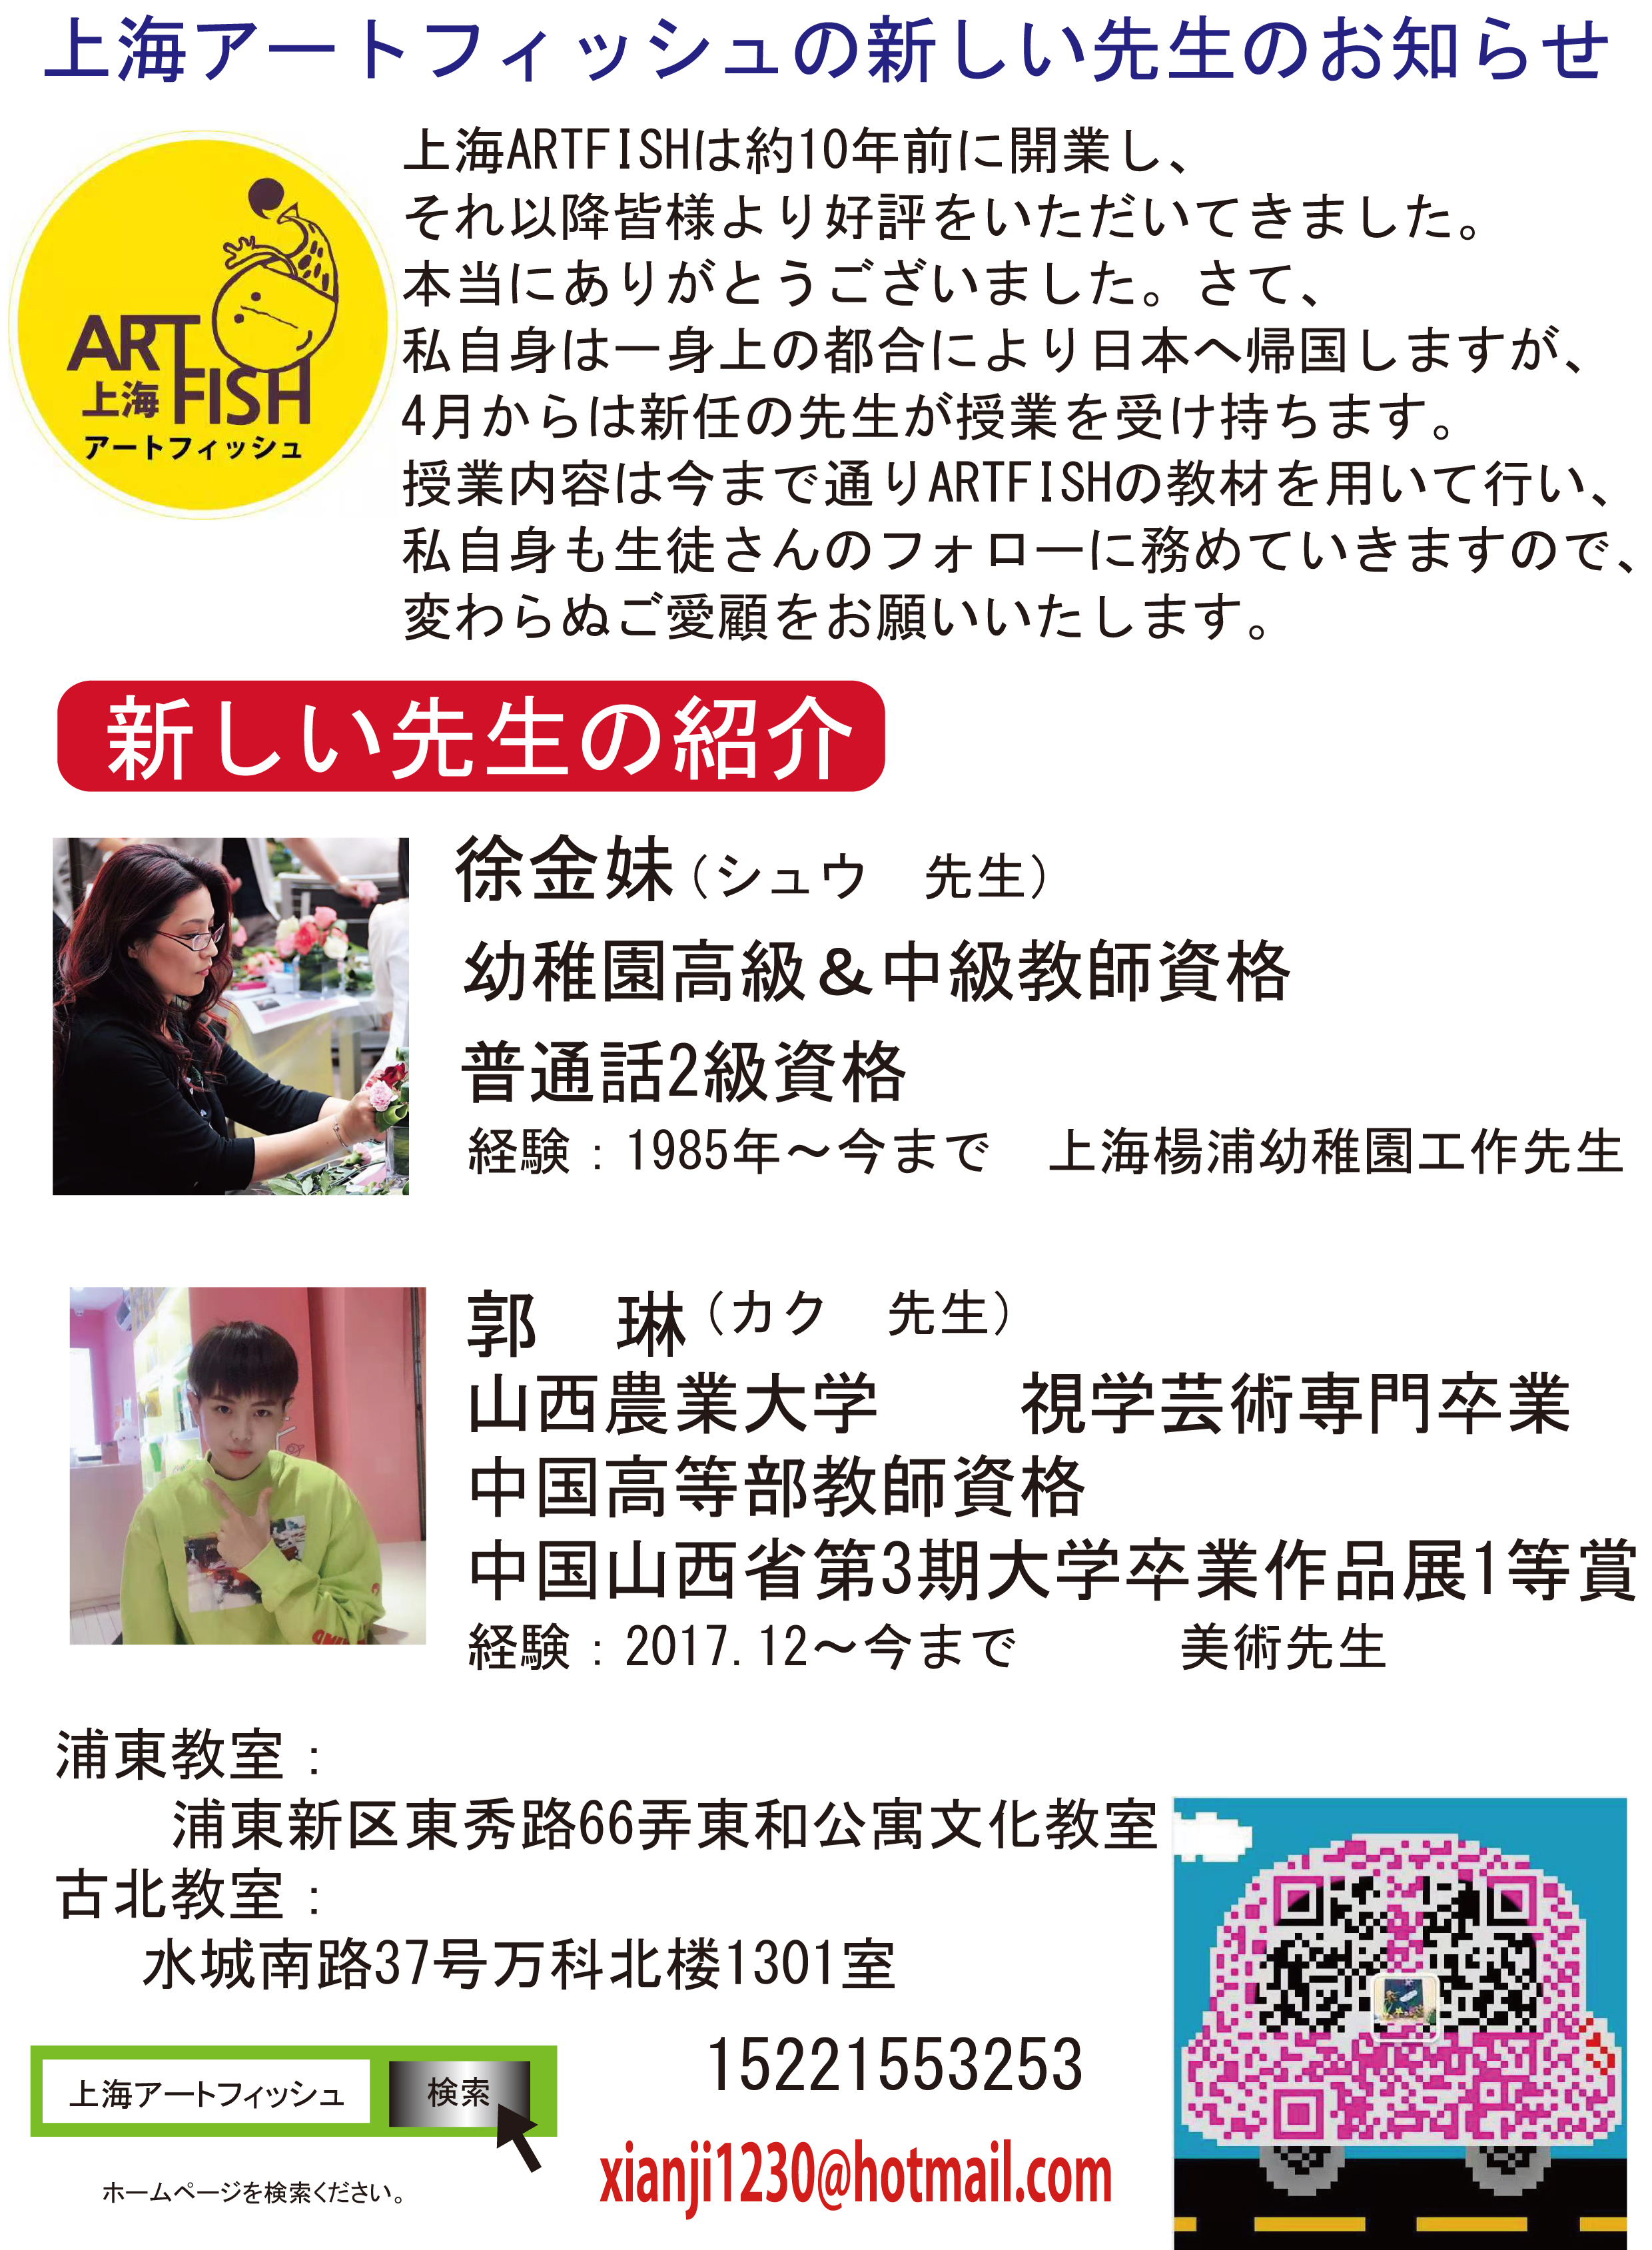 上海アートフィッシュの新しい先生のお知らせ
ART
上海 FISH
アートフィッシュ
上海ARTFISHは約10年前に開業し、
それ以降皆様より好評をいただいてきました。
本当にありがとうございました。さて、
私自身は一身上の都合により日本へ帰国しますが、
4月からは新任の先生が授業を受け持ちます。
授業内容は今まで通りARTFISHの教材を用いて行い、
私自身も生徒さんのフォローに務めていきますので、
変わらぬご愛顧をお願いいたします。
新しい先生の紹介
徐金妹(シュウ　先生)
幼稚園高級＆中級教師資格
普通話2級資格
経験：1985年～今まで　上海楊浦幼稚園工作先生
郭　琳(カク　先生)
山西農業大学　　視学芸術専門卒業
中国高等部教師資格
中国山西省第3期大学卒業作品展1等賞
経験：2017.12～今まで　　　美術先生
浦東教室：
浦東新区東秀路66弄東和公寓文化教室
古北教室：
水城南路37号万科北楼1301室
上海アートフィッシュ 検索
ホームページを検索ください。
15221553253
xianji1230@hotmail.com